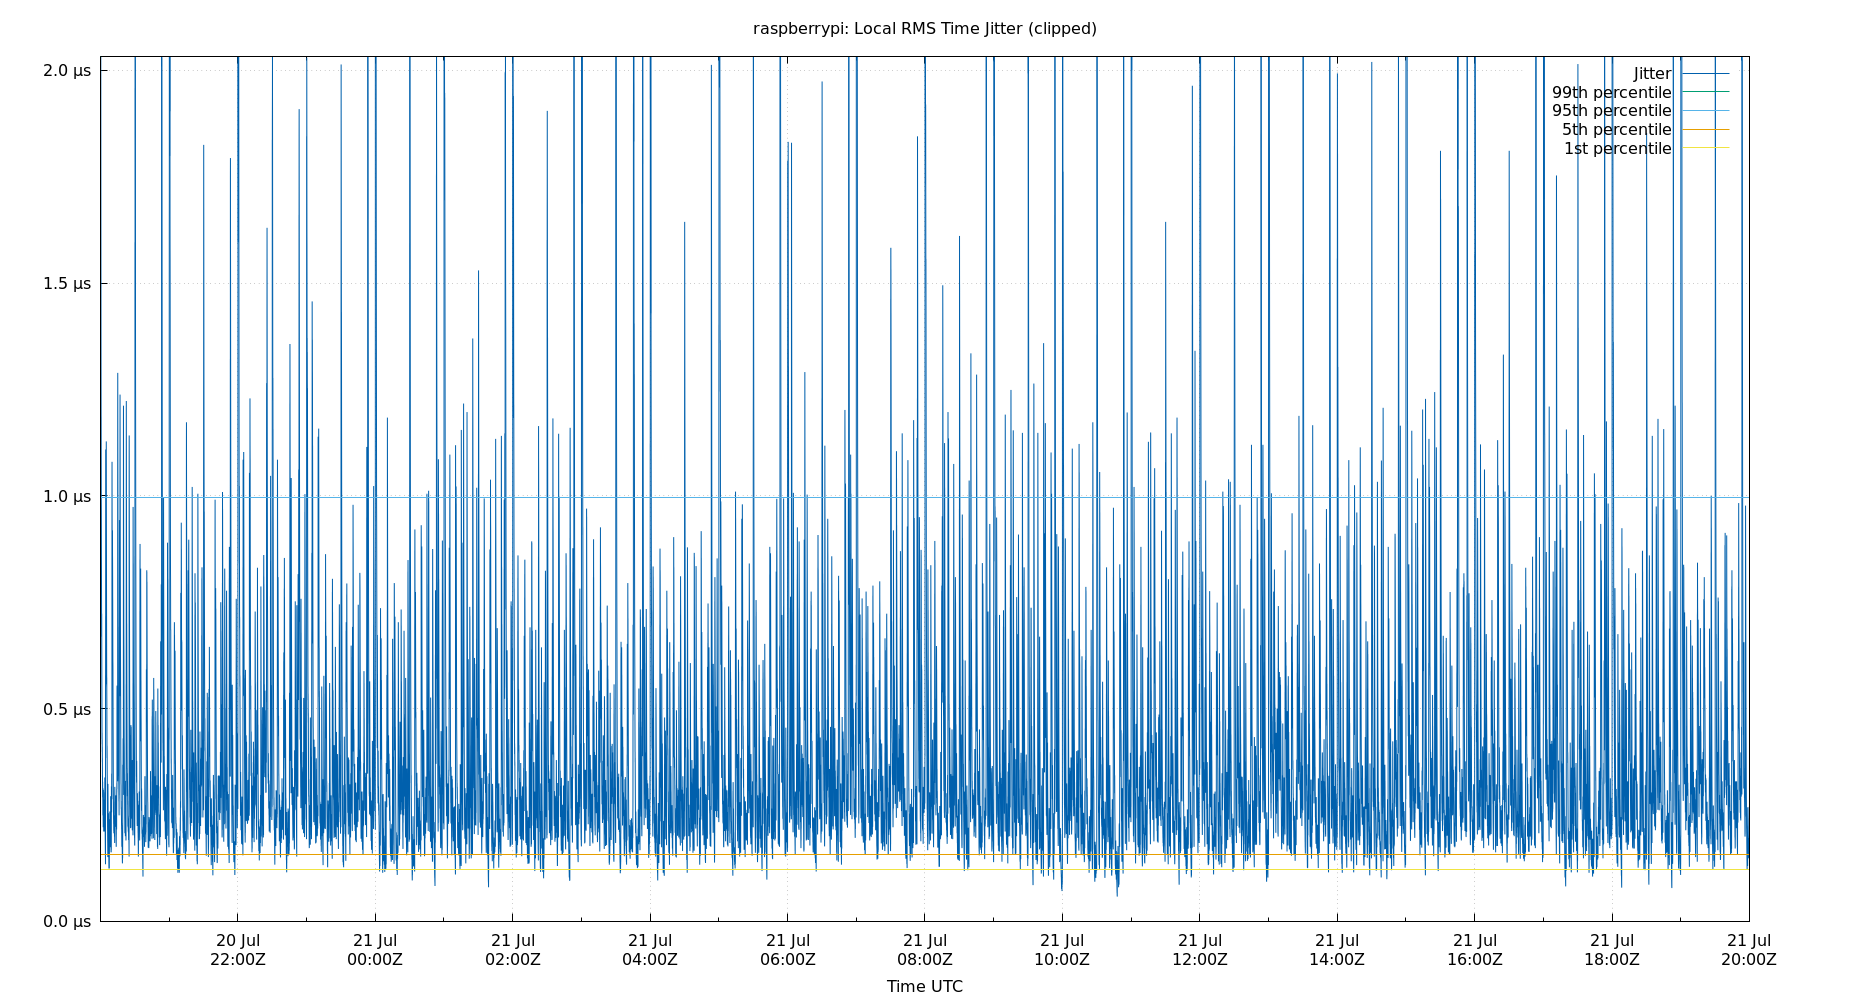 raspberrypi: Local RMS Time Jitter (clipped)
2.0 µs
1.5 µs
1.0 µs
0.5 µs
0.0 µs
Jitter
99th percentile
95th percentile
5th percentile
1st percentile
20 Jul 21 Jul 21 Jul 21 Jul 21 Jul 21 Jul 21 Jul 21 Jul 21 Jul 21 Jul 21 Jul 21 Jul
22:00Z 00:00Z 02:00Z 04:00Z 06:00Z 08:00Z 10:00Z 12:00Z 14:00Z 16:00Z 18:00Z 20:00Z
Time UTC